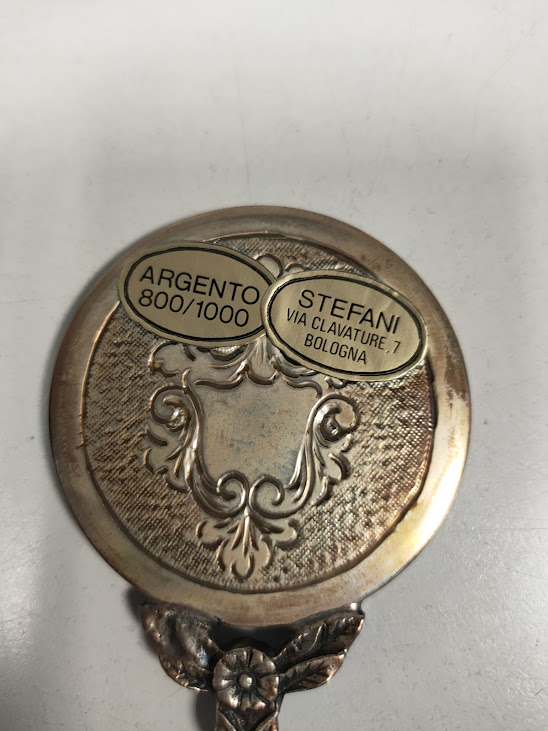 ARGENTO
800/1000
STEFANI
VIA CLAVATURE, 7
BOLOGNA